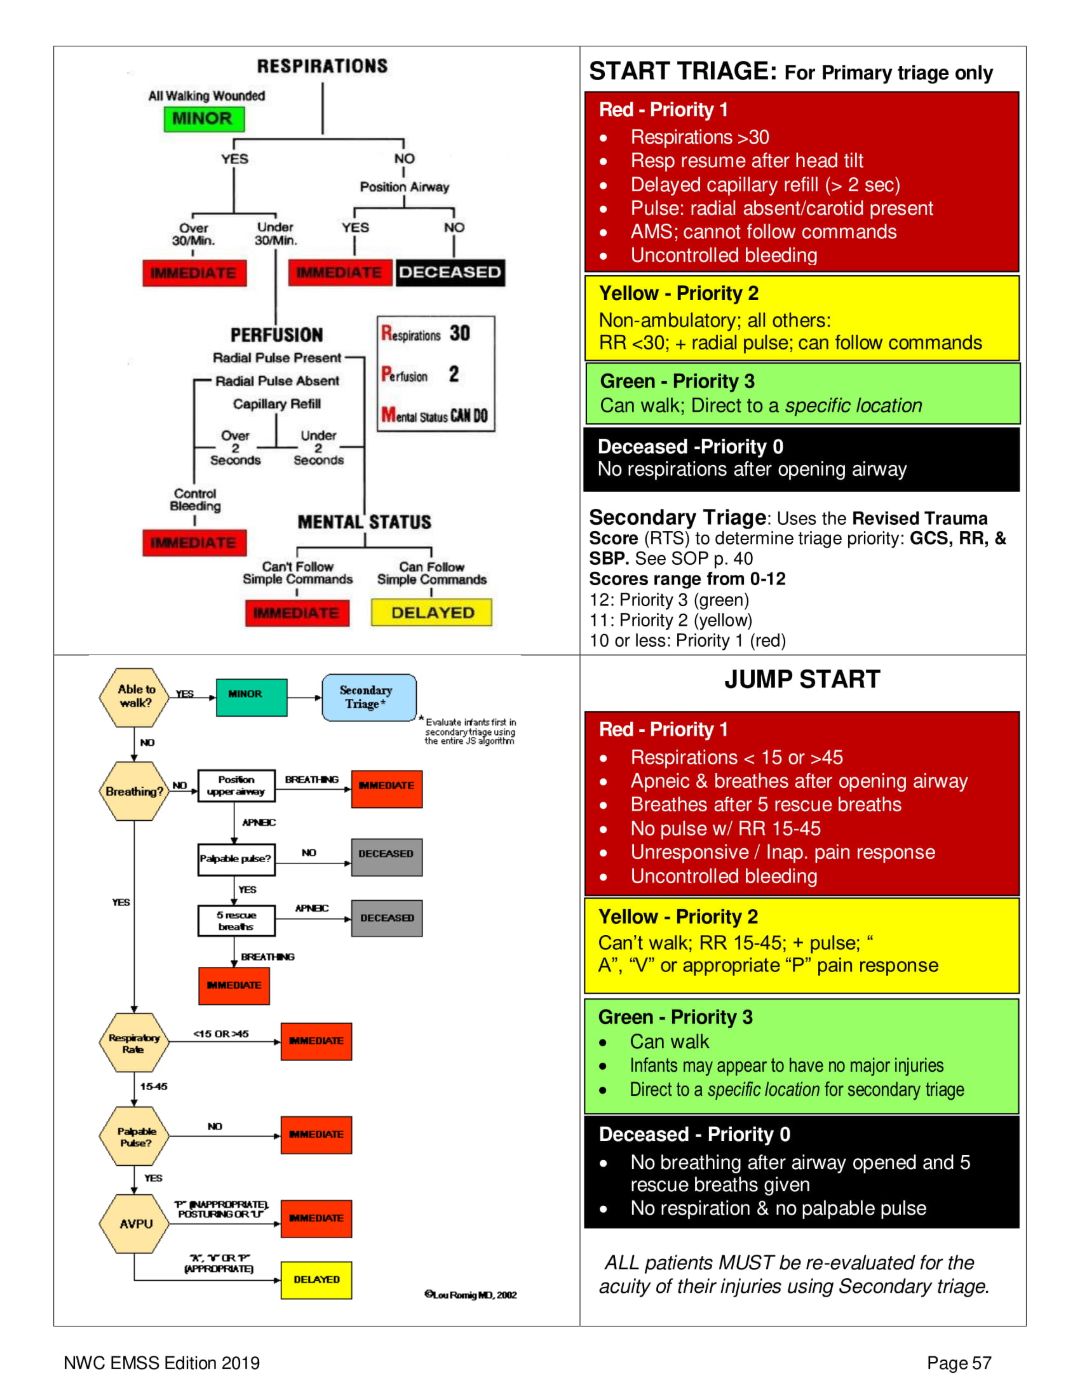 RESPIRATIONS
All Walking Wounded
MINOR
YES
NO
Position Airway
Over
30/Min.
Under
30/Min.
YES
NO
IMMEDIATE
IMMEDIATE
DECEASED
PERFUSION
Radial Pulse Present
Radial Pulse Absent
Capillary Refill
Over
2
Seconds
Under
2
Seconds
Respirations 30
Perfusion 2
Mental Status CAN DO
Control
Bleeding
IMMEDIATE
MENTAL STATUS
Can't Follow
Simple Commands
Can Follow
Simple Commands
IMMEDIATE
DELAYED
START TRIAGE: For Primary triage only
Red - Priority 1
• Respirations >30
• Resp resume after head tilt
• Delayed capillary refill (> 2 sec)
• Pulse: radial absent/carotid present
• AMS; cannot follow commands
• Uncontrolled bleeding
Yellow - Priority 2
Non-ambulatory; all others:
RR <30; + radial pulse; can follow commands
Green - Priority 3
Can walk; Direct to a specific location
Deceased -Priority 0
No respirations after opening airway
Secondary Triage: Uses the Revised Trauma
Score (RTS) to determine triage priority: GCS, RR, &
SBP. See SOP p. 40
Scores range from 0-12
12: Priority 3 (green)
11: Priority 2 (yellow)
10 or less: Priority 1 (red)
Able to
walk?
YES
MINOR
Secondary
Triage*
* Evaluate infants first in
secondary triage using
the entire JS algorithm
NO
Breathing?
NO
Position
upper airway
BREATHING
IMMEDIATE
APNEIC
Palpable pulse?
NO
DECEASED
YES
YES
5 rescue
breaths
APNEIC
DECEASED
BREATHING
IMMEDIATE
Respiratory
Rate
<15 OR >45
IMMEDIATE
15-45
Palpable
Pulse?
NO
IMMEDIATE
YES
AVPU
"P" (INAPPROPRIATE),
POSTURING OR "U"
IMMEDIATE
"A", "V" OR "P"
(APPROPRIATE)
DELAYED
©Lou Romig MD, 2002
JUMP START
Red - Priority 1
• Respirations < 15 or >45
• Apneic & breathes after opening airway
• Breathes after 5 rescue breaths
• No pulse w/ RR 15-45
• Unresponsive / Inap. pain response
• Uncontrolled bleeding
Yellow - Priority 2
Can't walk; RR 15-45; + pulse; “
A”, “V” or appropriate “P” pain response
Green - Priority 3
• Can walk
• Infants may appear to have no major injuries
• Direct to a specific location for secondary triage
Deceased - Priority 0
• No breathing after airway opened and 5
rescue breaths given
• No respiration & no palpable pulse
ALL patients MUST be re-evaluated for the
acuity of their injuries using Secondary triage.
NWC EMSS Edition 2019
Page 57